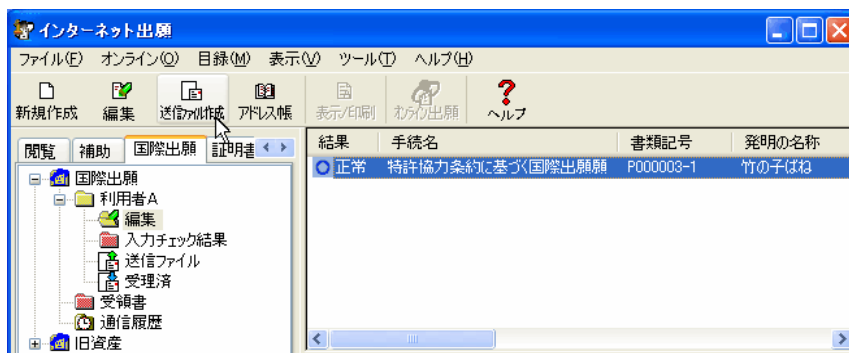 インターネット出願
ファイル(F) オンライン(O) 目録(M) 表示(V) ツール(T) ヘルプ(H)
新規作成 編集 送信ファイル作成 アドレス帳 表示/印刷 オンライン出願 ヘルプ
閲覧 補助 国際出願 証明書
結果 手続名 書類記号 発明の名称
正常 特許協力条約に基づく国際出願願 P000003-1 竹の子ばね
国際出願
利用者A
編集
入力チェック結果
送信ファイル
受理済
受領書
通信履歴
旧資産